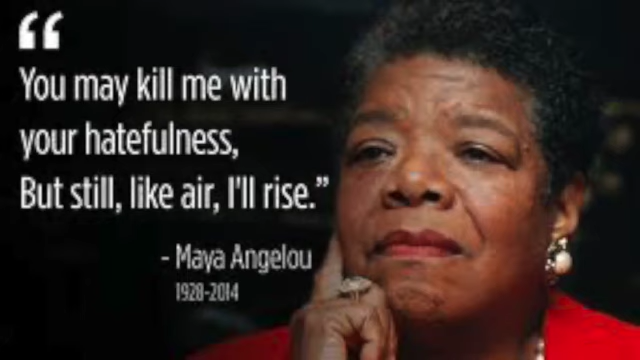 “
You may kill me with
your hatefulness,
But still, like air, I'll rise.”
- Maya Angelou
1928-2014